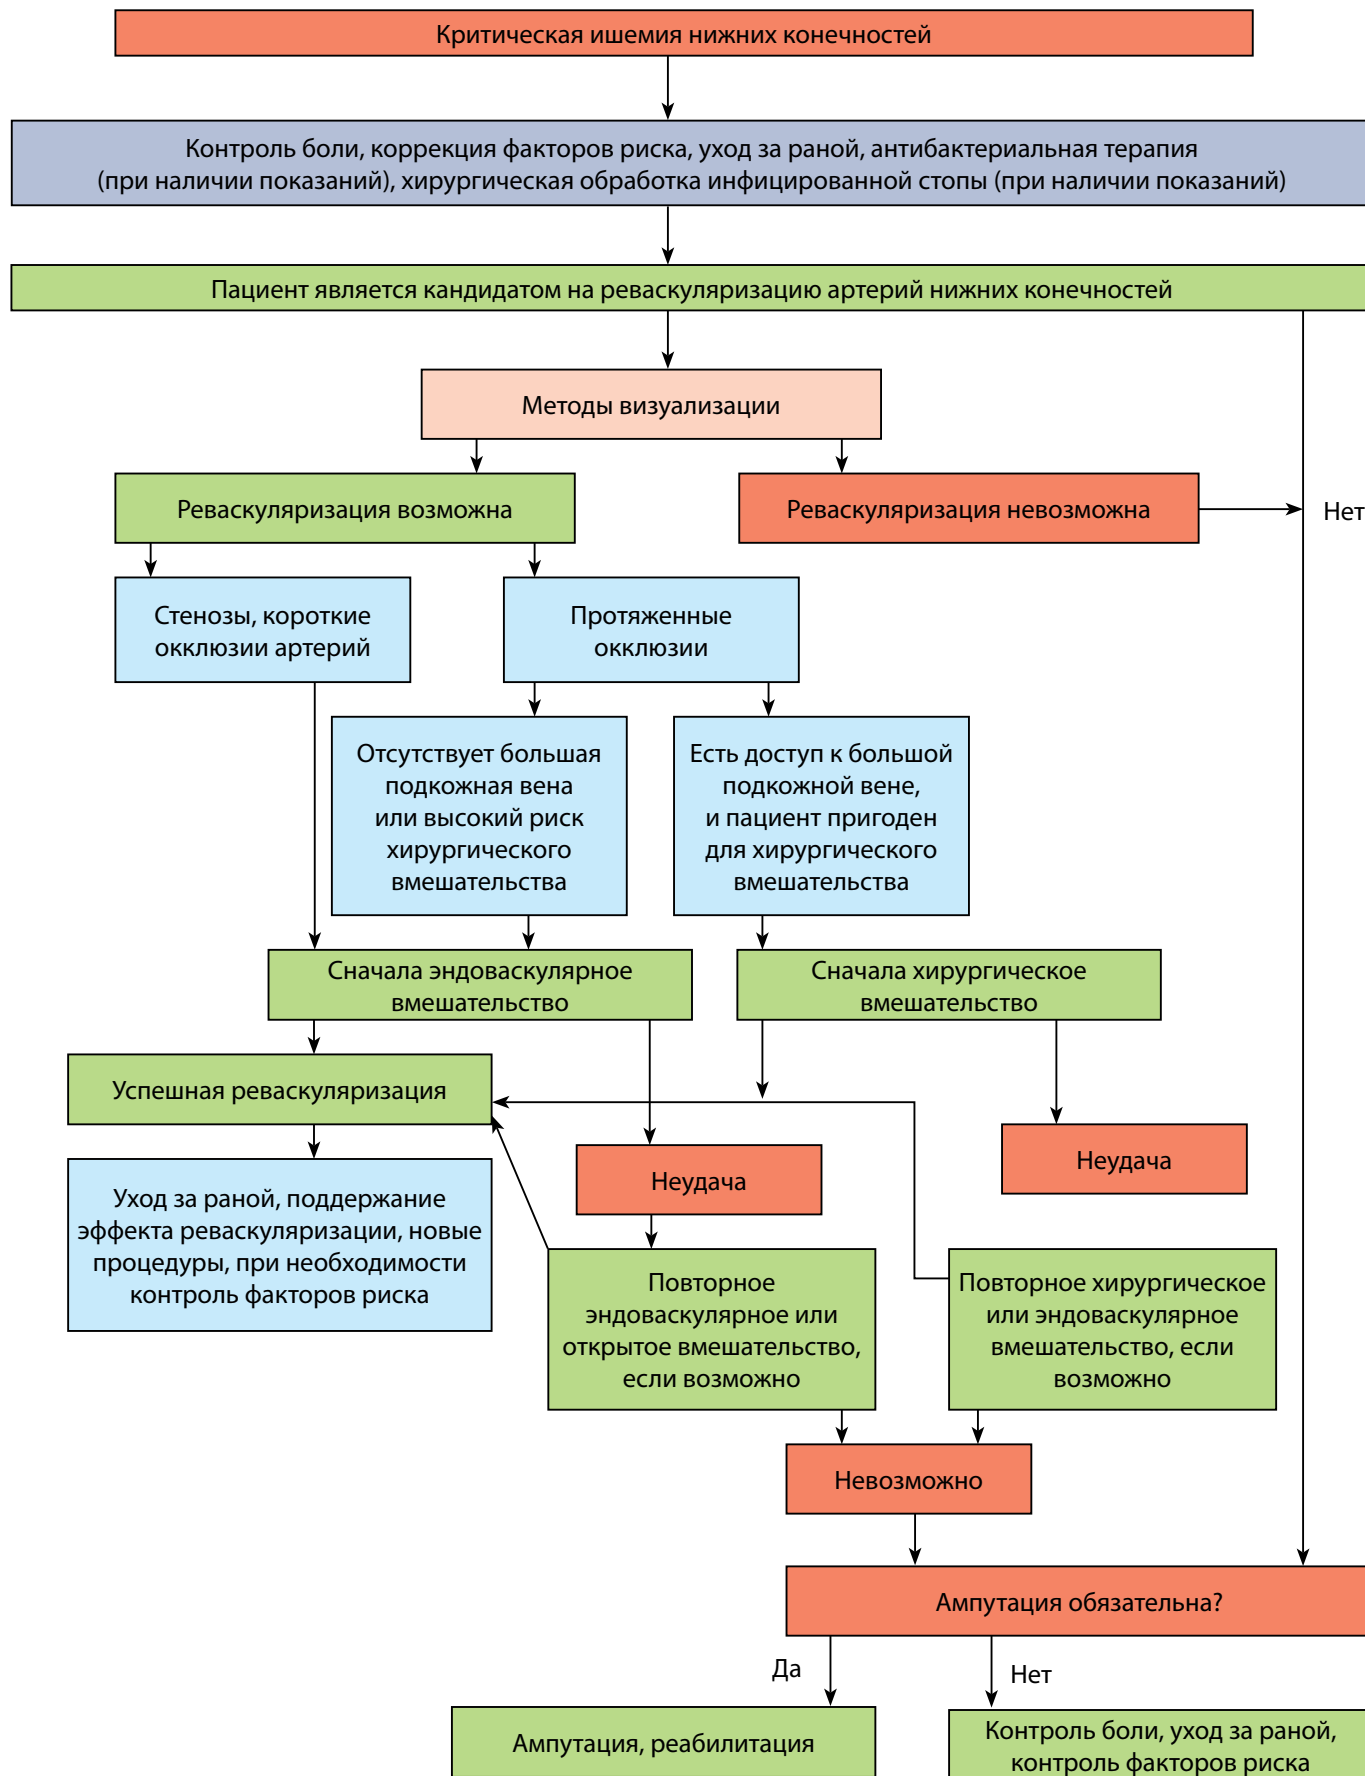 Критическая ишемия нижних конечностей
Контроль боли, коррекция факторов риска, уход за раной, антибактериальная терапия
(при наличии показаний), хирургическая обработка инфицированной стопы (при наличии показаний)
Пациент является кандидатом на реваскуляризацию артерий нижних конечностей
Методы визуализации
Реваскуляризация возможна
Реваскуляризация невозможна
Нет
Стенозы, короткие
окклюзии артерий
Протяженные
окклюзии
Отсутствует большая
подкожная вена
или высокий риск
хирургического
вмешательства
Есть доступ к большой
подкожной вене,
и пациент пригоден
для хирургического
вмешательства
Сначала эндоваскулярное
вмешательство
Сначала хирургическое
вмешательство
Успешная реваскуляризация
Неудача
Неудача
Уход за раной, поддержание
эффекта реваскуляризации, новые
процедуры, при необходимости
контроль факторов риска
Повторное
эндоваскулярное или
открытое вмешательство,
если возможно
Повторное хирургическое
или эндоваскулярное
вмешательство, если
возможно
Невозможно
Ампутация обязательна?
Да
Нет
Ампутация, реабилитация
Контроль боли, уход за раной,
контроль факторов риска